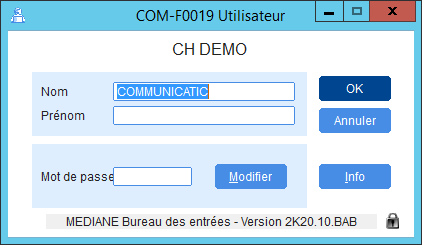 COM-F0019 Utilisateur
CH DEMO
Nom COMMUNICATIC OK
Prénom Annuler
Mot de passe Modifier Info
MEDIANE Bureau des entrées - Version 2K20.10.BAB